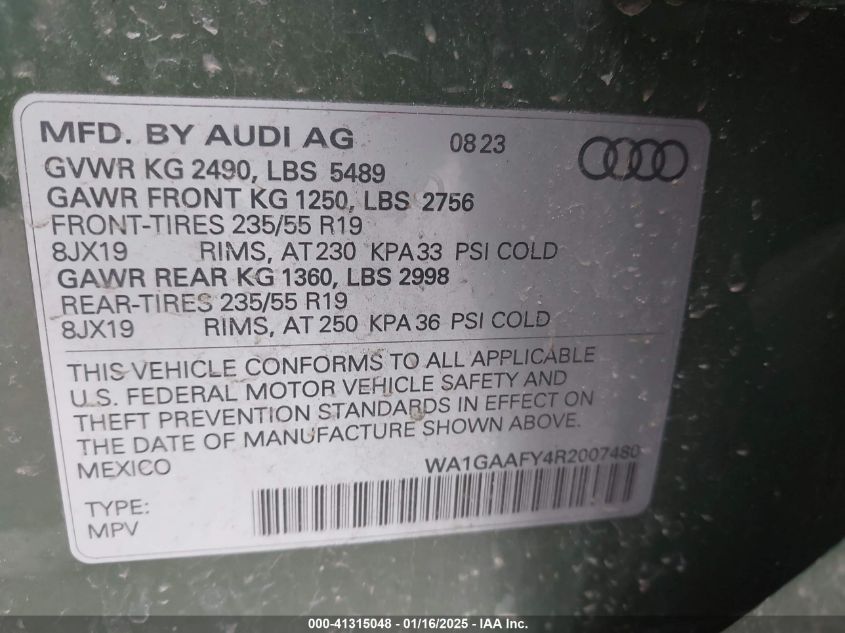 MFD. BY AUDI AG 08 23
GVWR KG 2490, LBS 5489
GAWR FRONT KG 1250, LBS 2756
FRONT-TIRES 235/55 R19
8JX19 RIMS, AT 230 KPA 33 PSI COLD
GAWR REAR KG 1360, LBS 2998
REAR-TIRES 235/55 R19
8JX19 RIMS, AT 250 KPA 36 PSI COLD
THIS VEHICLE CONFORMS TO ALL APPLICABLE
U.S. FEDERAL MOTOR VEHICLE SAFETY AND
THEFT PREVENTION STANDARDS IN EFFECT ON
THE DATE OF MANUFACTURE SHOWN ABOVE.
MEXICO WA1GAAFY4R2007480
TYPE:
MPV
000-41315048 - 01/16/2025 - IAAI.COM